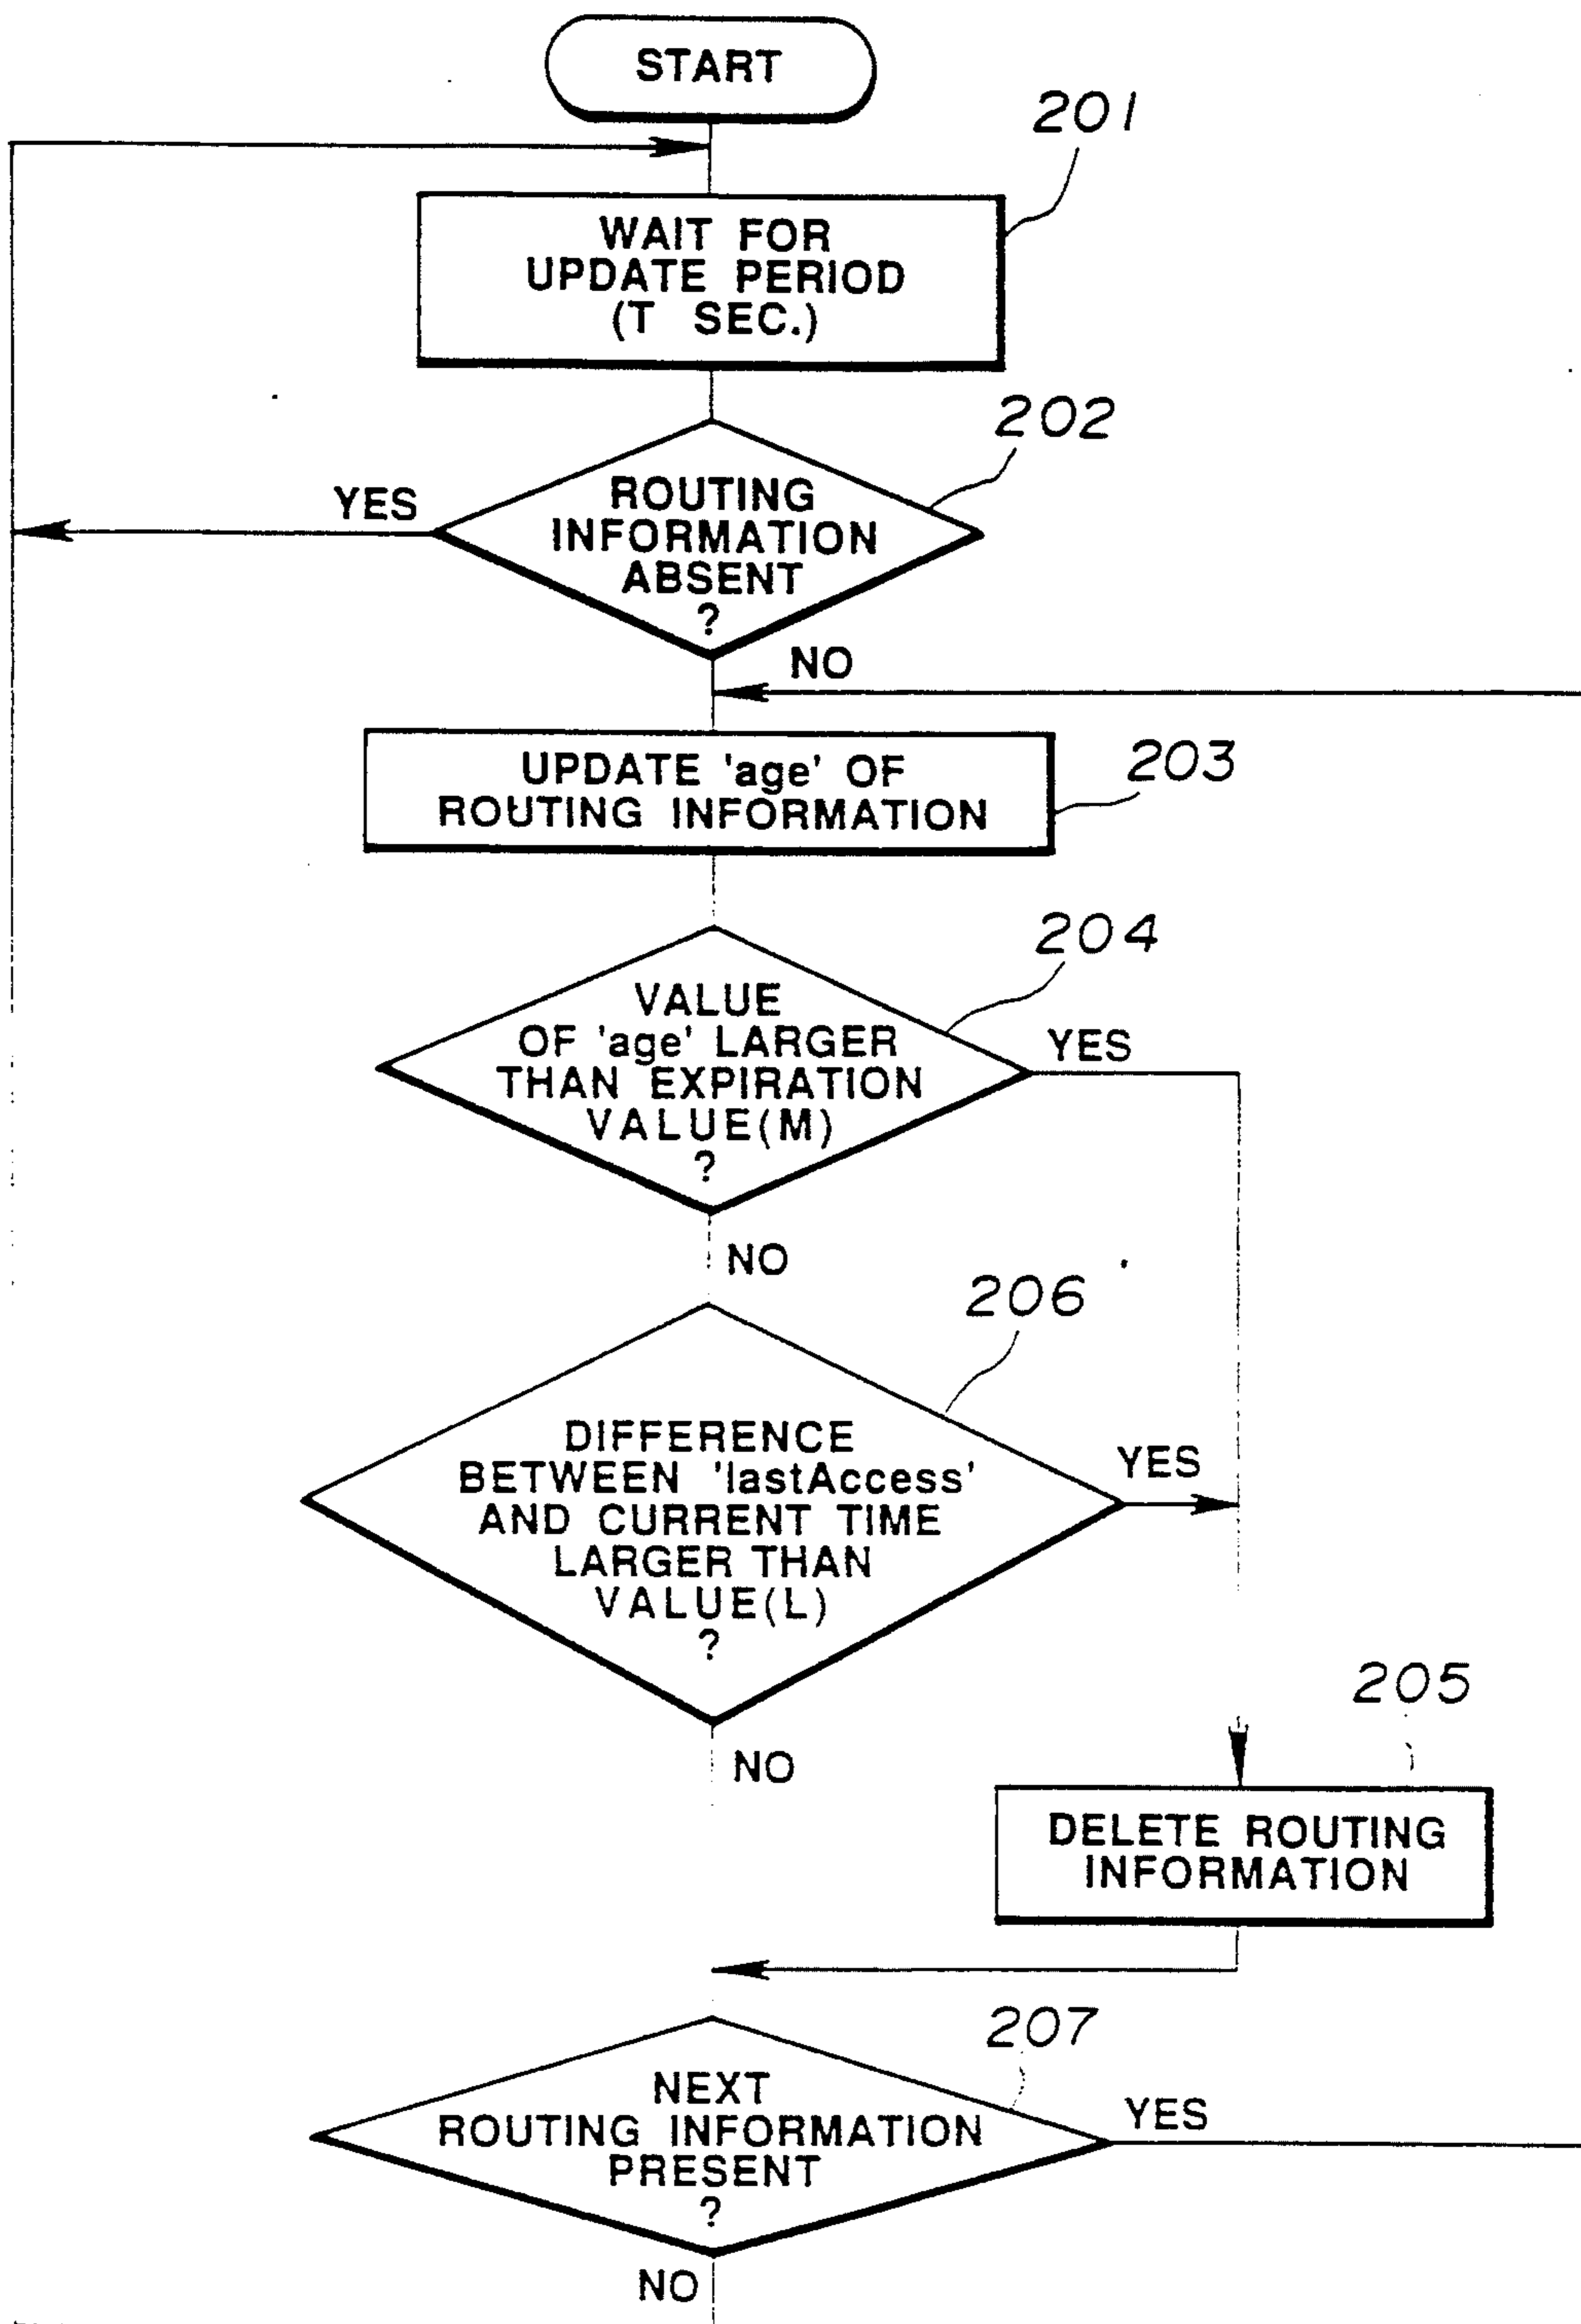 START
201
WAIT FOR
UPDATE PERIOD
(T SEC.)
202
YES
ROUTING
INFORMATION
ABSENT
?
NO
UPDATE 'age' OF
ROUTING INFORMATION
203
204
VALUE
OF 'age' LARGER
THAN EXPIRATION
VALUE(M)
?
YES
NO
206
DIFFERENCE
BETWEEN 'lastAccess'
AND CURRENT TIME
LARGER THAN
VALUE(L)
?
YES
NO
205
DELETE ROUTING
INFORMATION
207
NEXT
ROUTING INFORMATION
PRESENT
?
YES
NO